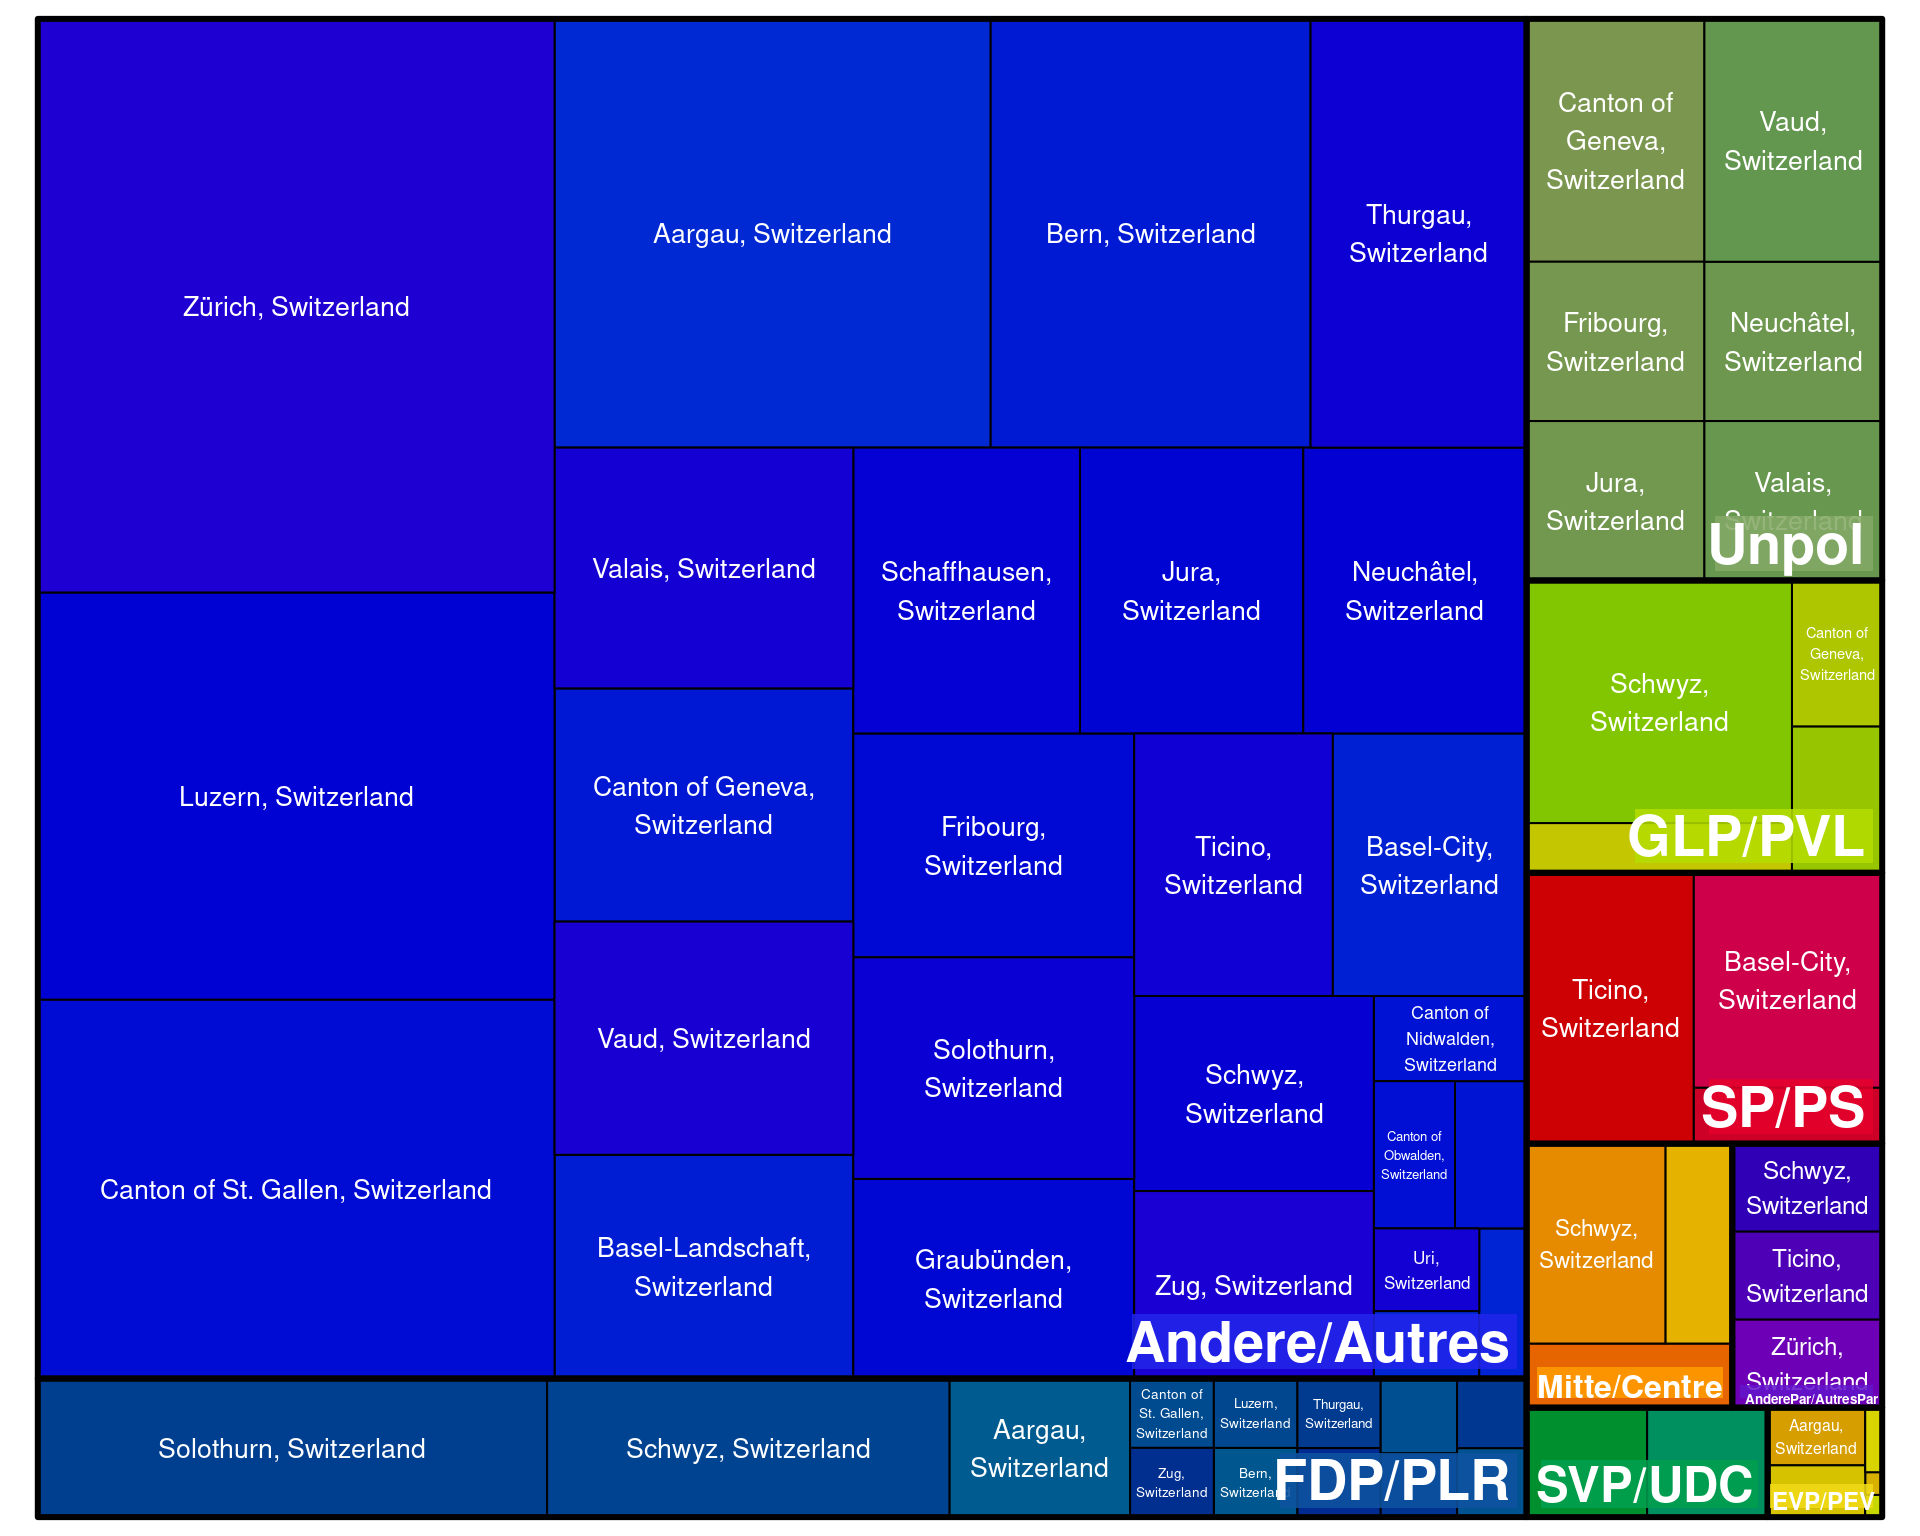 Zürich, Switzerland
Luzern, Switzerland
Canton of St. Gallen, Switzerland
Aargau, Switzerland
Bern, Switzerland
Thurgau,
Switzerland
Valais, Switzerland
Canton of Geneva,
Switzerland
Vaud, Switzerland
Basel-Landschaft,
Switzerland
Schaffhausen,
Switzerland
Jura,
Switzerland
Neuchâtel,
Switzerland
Fribourg,
Switzerland
Solothurn,
Switzerland
Graubünden,
Switzerland
Ticino,
Switzerland
Basel-City,
Switzerland
Schwyz,
Switzerland
Zug, Switzerland
Canton of
Nidwalden,
Switzerland
Canton of
Obwalden,
Switzerland
Uri,
Switzerland
Andere/Autres
Solothurn, Switzerland
Schwyz, Switzerland
Aargau,
Switzerland
Canton of
St. Gallen,
Switzerland
Luzern,
Switzerland
Thurgau,
Switzerland
Zug,
Switzerland
Bern,
Switzerland
FDP/PLR
Canton of
Geneva,
Switzerland
Vaud,
Switzerland
Fribourg,
Switzerland
Neuchâtel,
Switzerland
Jura,
Switzerland
Valais,
Switzerland
Unpol
Schwyz,
Switzerland
Canton of
Geneva,
Switzerland
GLP/PVL
Ticino,
Switzerland
Basel-City,
Switzerland
SP/PS
Schwyz,
Switzerland
Mitte/Centre
Schwyz,
Switzerland
Ticino,
Switzerland
Zürich,
Switzerland
AnderePar/AutresPar
SVP/UDC
Aargau,
Switzerland
EVP/PEV